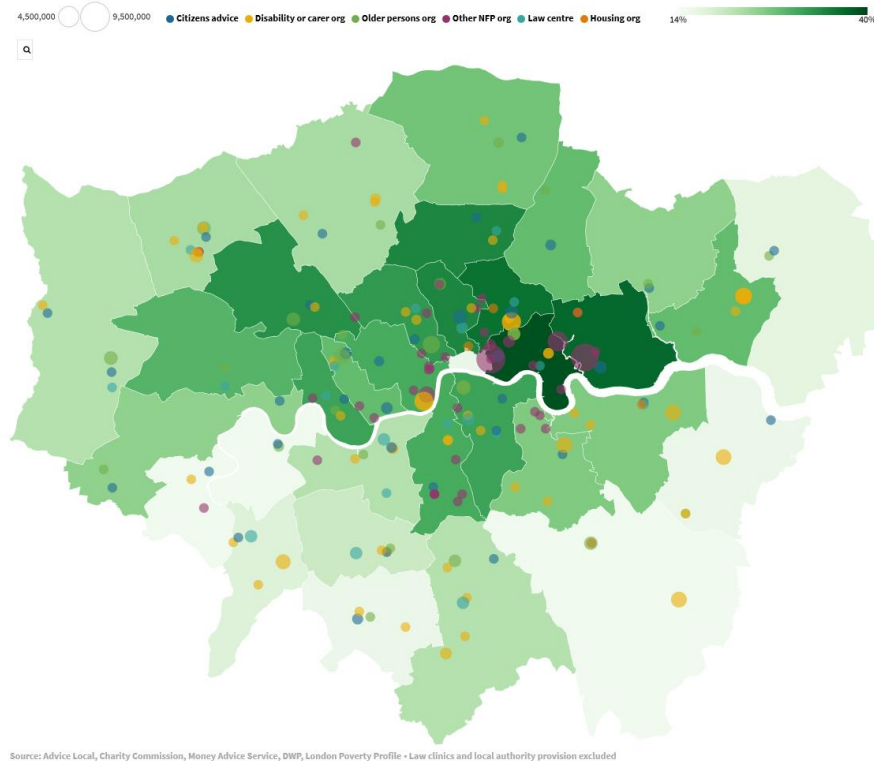 4,500,000 9,500,000 Citizens advice Disability or carer org Older persons org Other NFP org Law centre Housing org
14% 40%
Source: Advice Local, Charity Commission, Money Advice Service, DWP, London Poverty Profile • Law clinics and local authority provision excluded